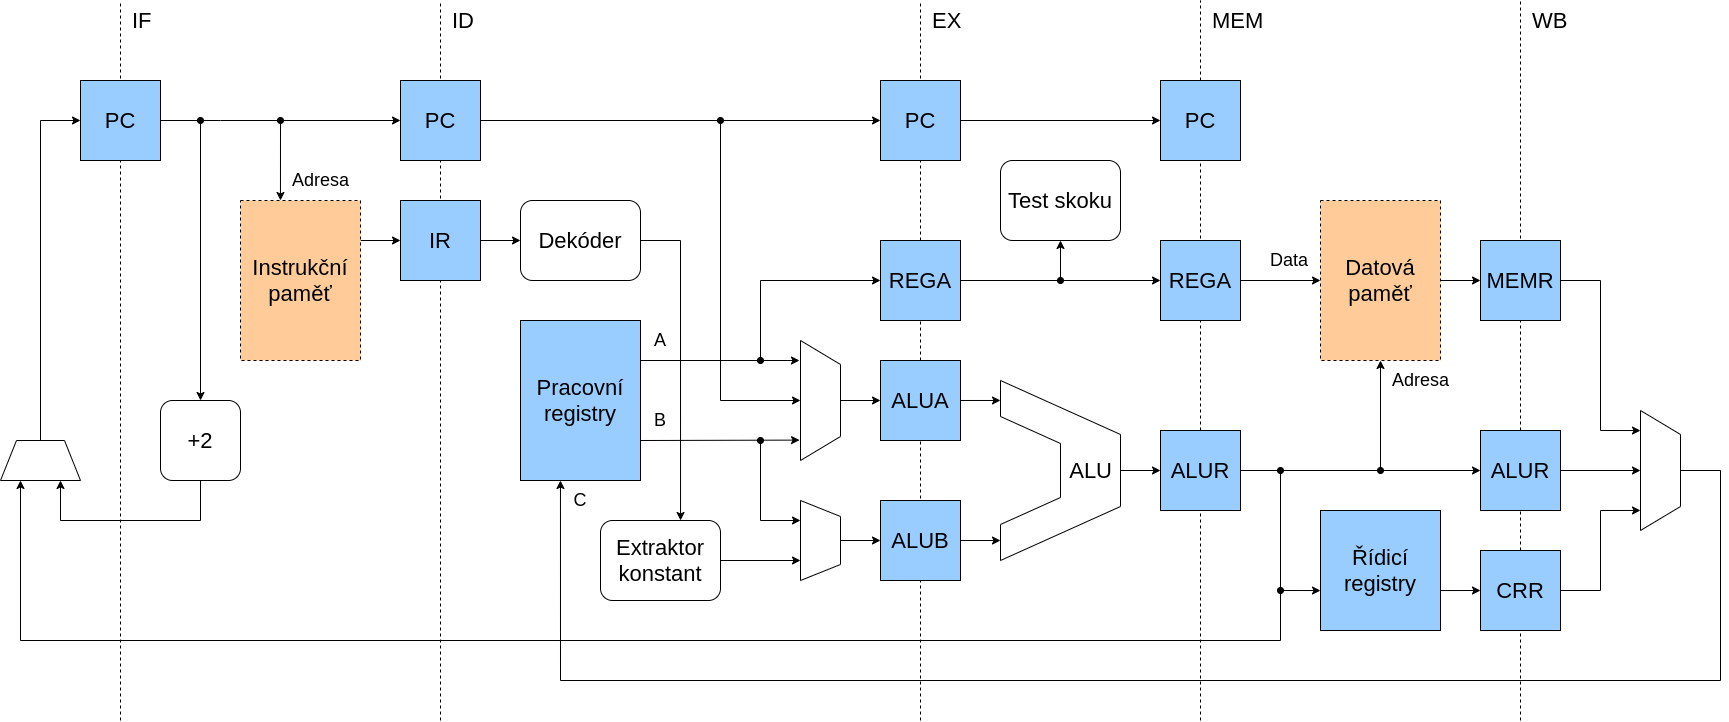 IF
ID
EX
MEM
WB
PC
PC
PC
PC
Adresa
Instrukční
paměť
IR
Dekóder
Test skoku
REGA
REGA
Data
Datová
paměť
MEMR
A
Pracovní
registry
B
C
ALUA
Adresa
+2
ALU
ALUR
ALUR
Extraktor
konstant
ALUB
Řídicí
registry
CRR